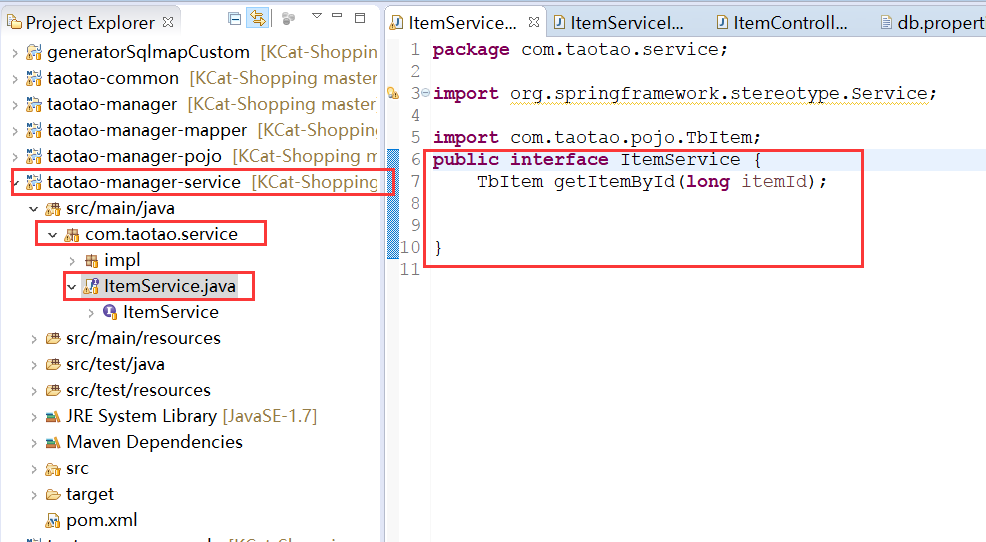 Project Explorer
generatorSqlmapCustom [KCat-Shopping
taotao-common [KCat-Shopping master
taotao-manager [KCat-Shopping master
taotao-manager-mapper [KCat-Shopping
taotao-manager-pojo [KCat-Shopping m
taotao-manager-service [KCat-Shopping
src/main/java
com.taotao.service
impl
ItemService.java
ItemService
src/main/resources
src/test/java
src/test/resources
JRE System Library [JavaSE-1.7]
Maven Dependencies
src
target
pom.xml
ItemService... ItemServiceI... ItemControll... db.propert
1 package com.taotao.service;
2
3 import org.springframework.stereotype.Service;
4
5 import com.taotao.pojo.TbItem;
6 public interface ItemService {
7 TbItem getItemById(long itemId);
8
9
10 }
11